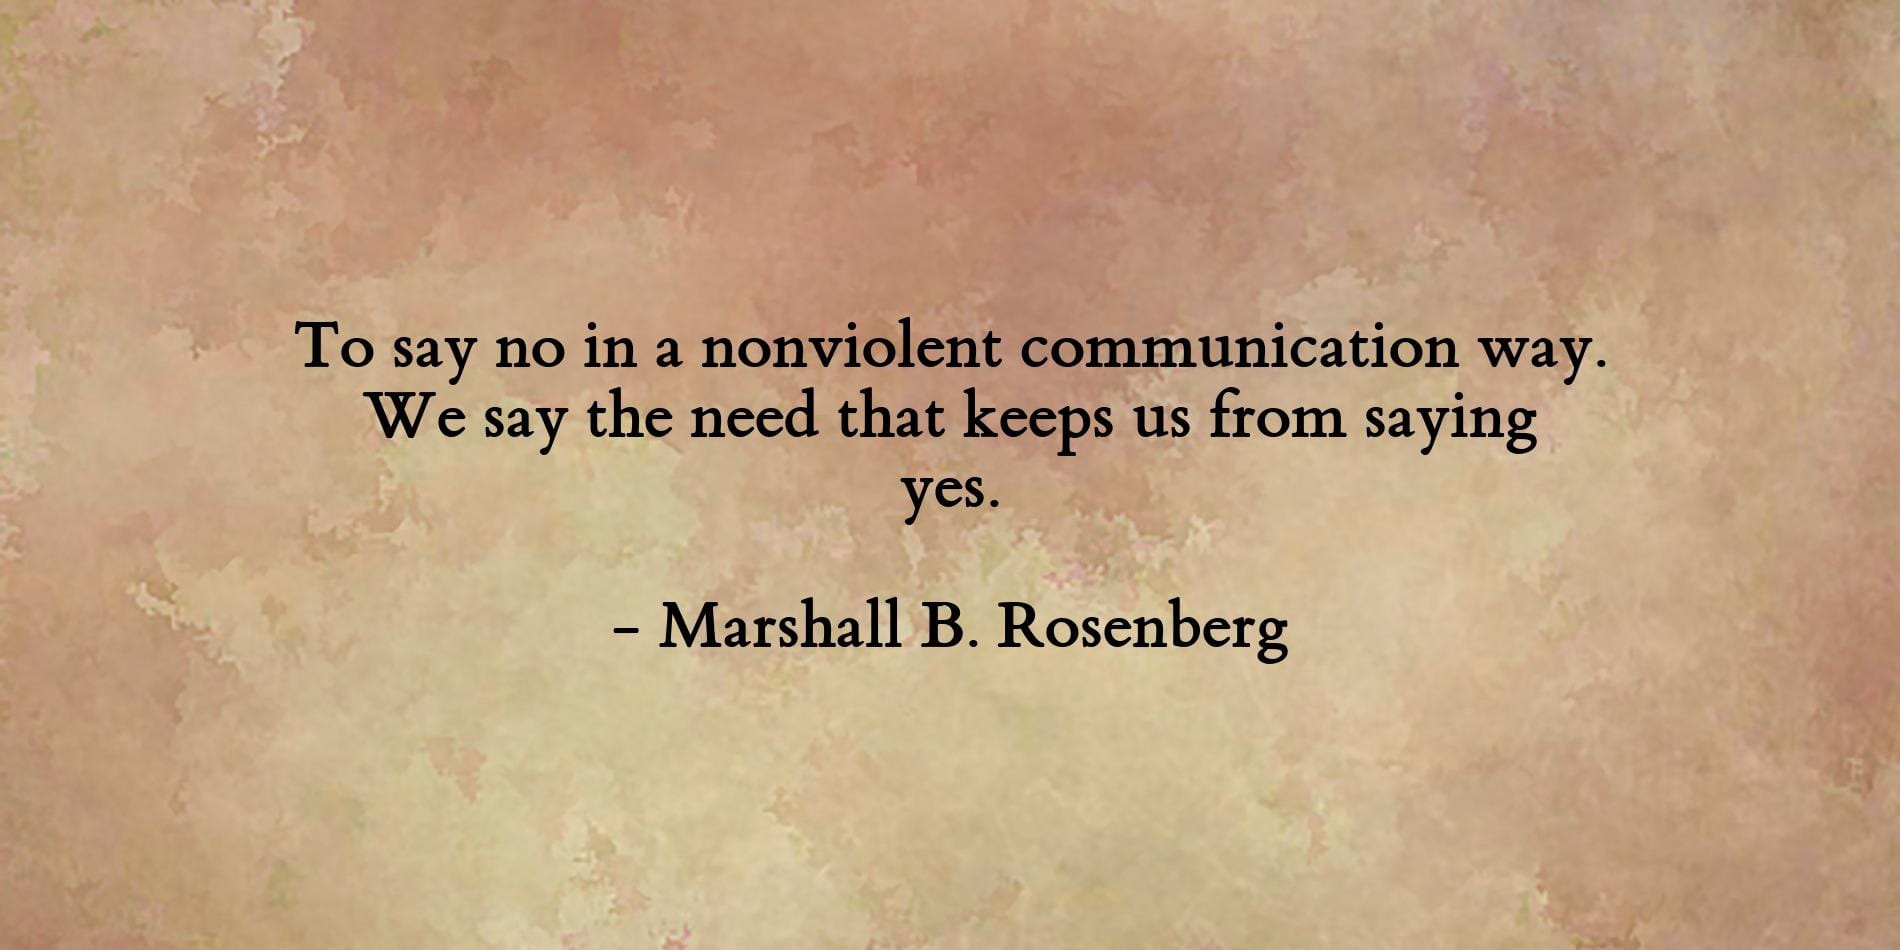 To say no in a nonviolent communication way.
We say the need that keeps us from saying
yes.
– Marshall B. Rosenberg